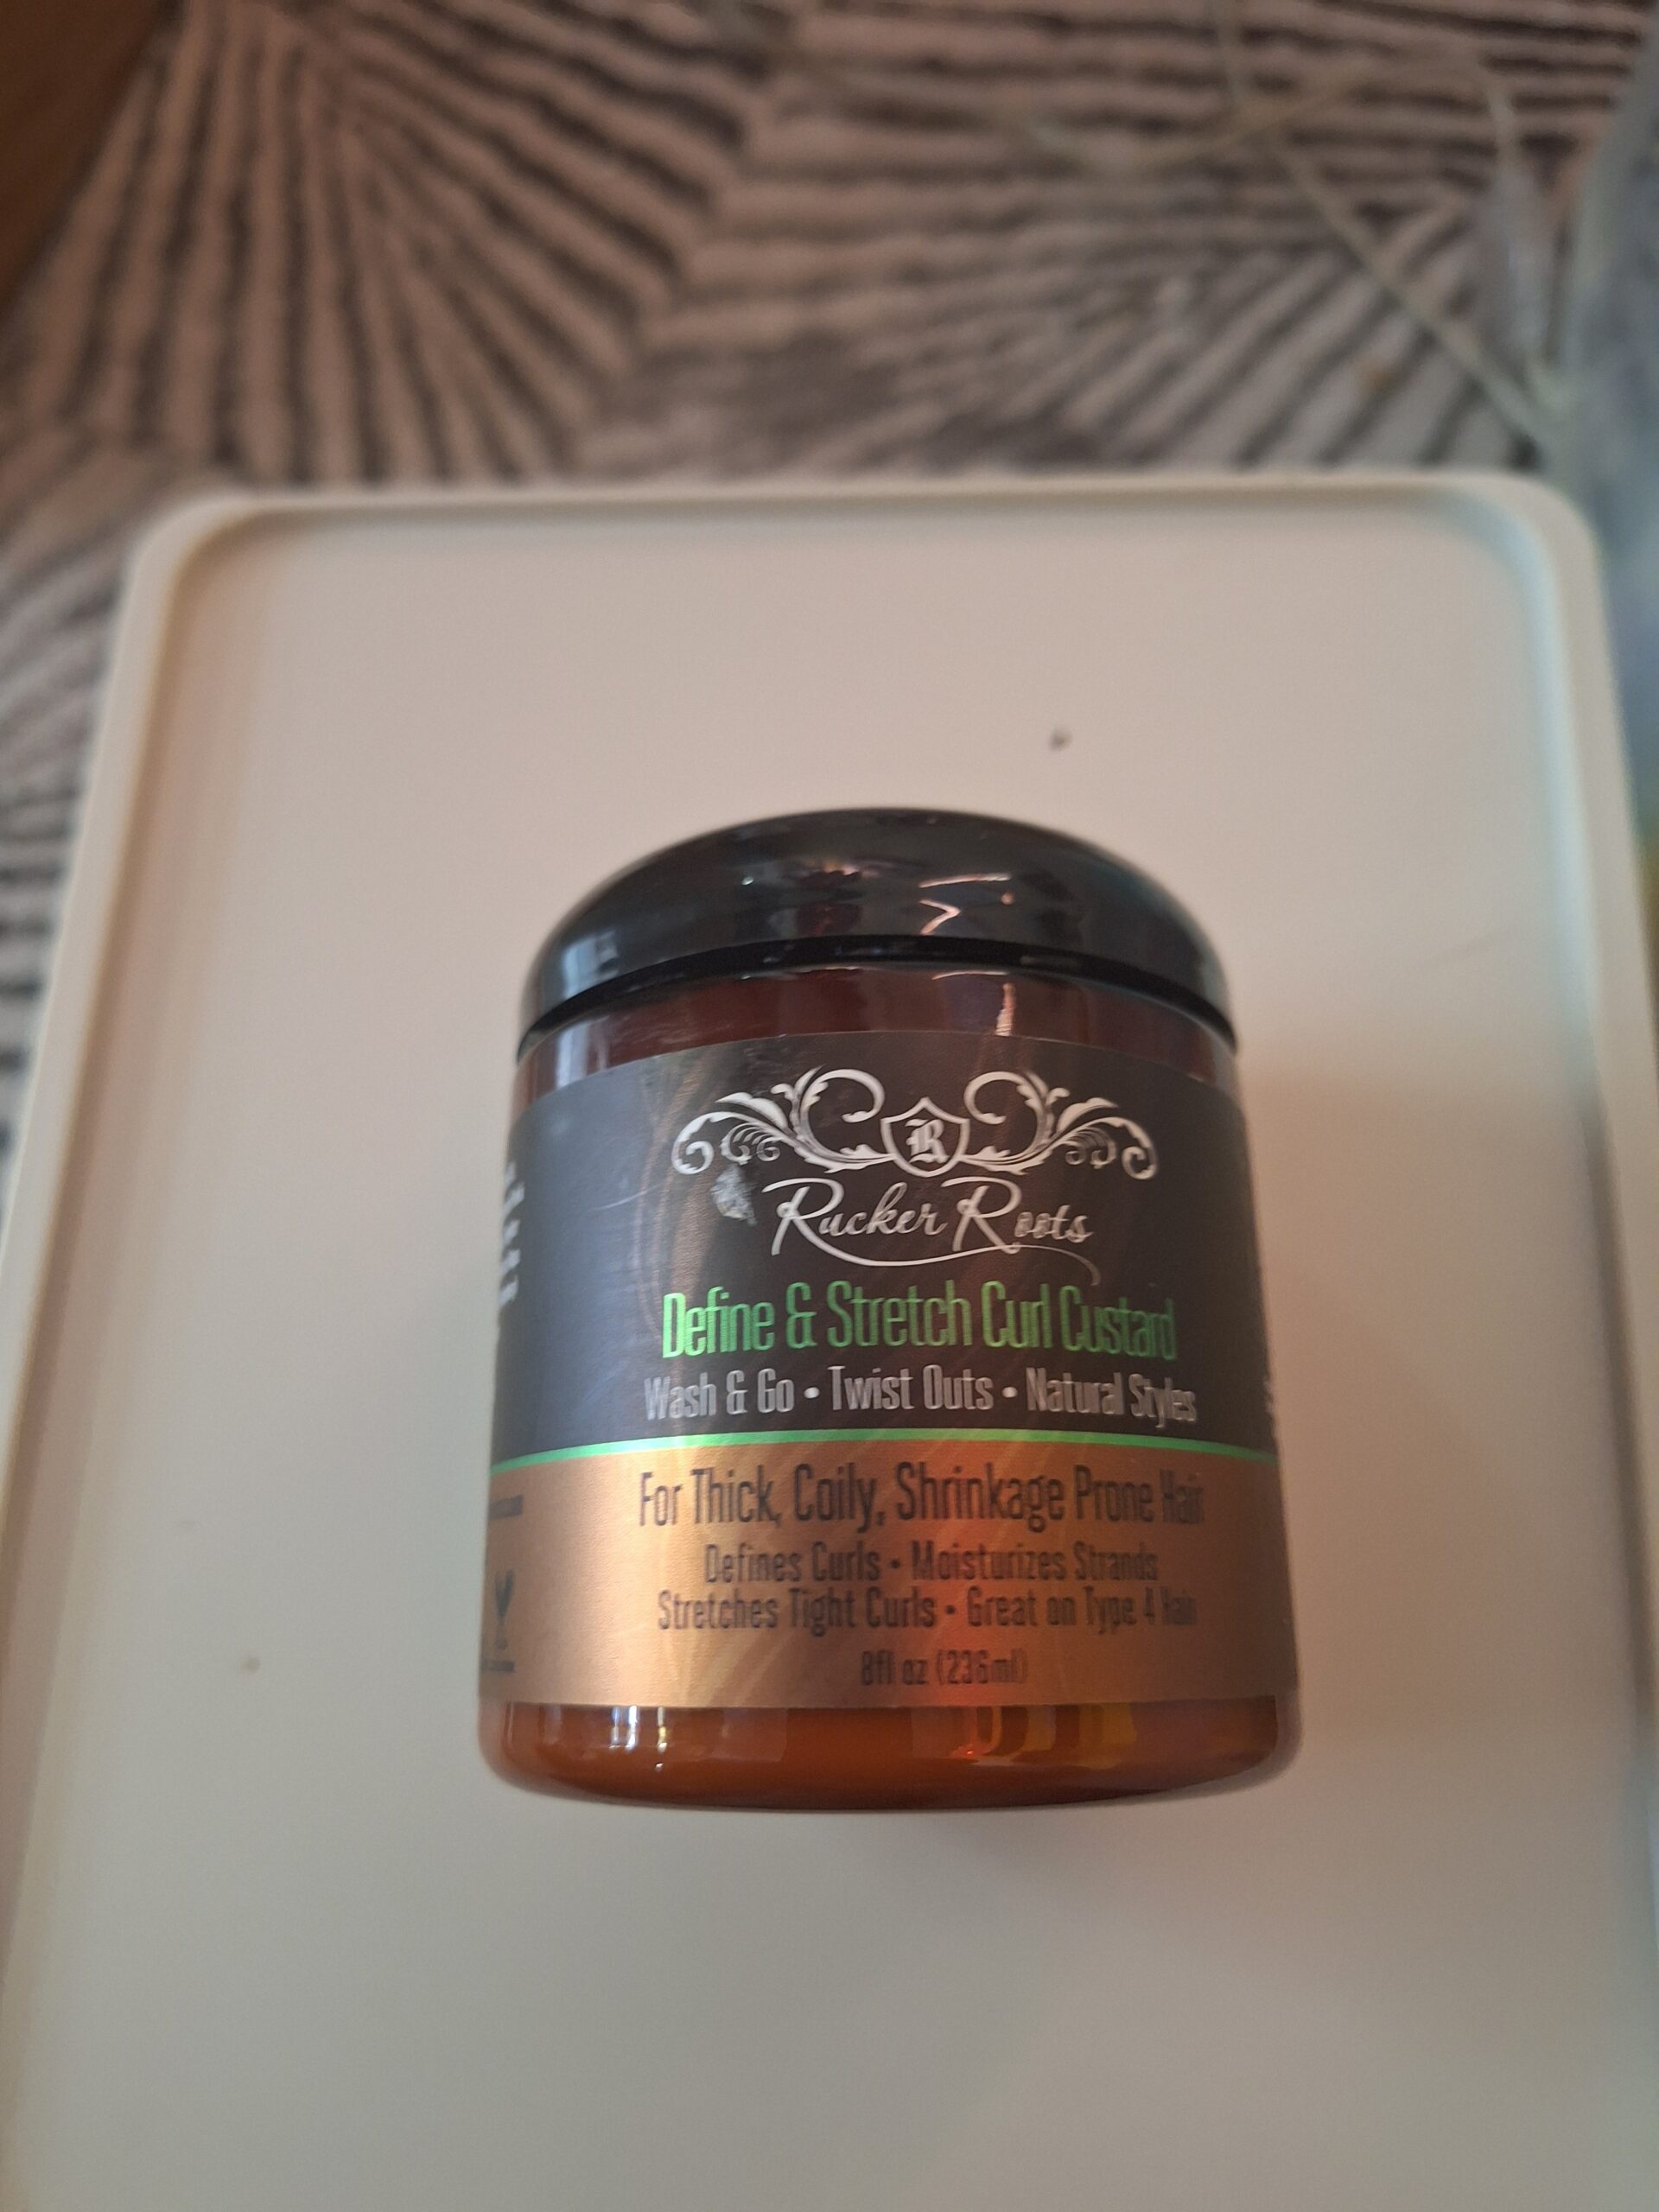 R
Rucker Roots
Define & Stretch Curl Custard
Wash & Go • Twist Outs • Natural Styles
For Thick, Coily, Shrinkage Prone Hair
Defines Curls • Moisturizes Strands
Stretches Tight Curls • Great on Type 4 Hair
8fl oz (236ml)